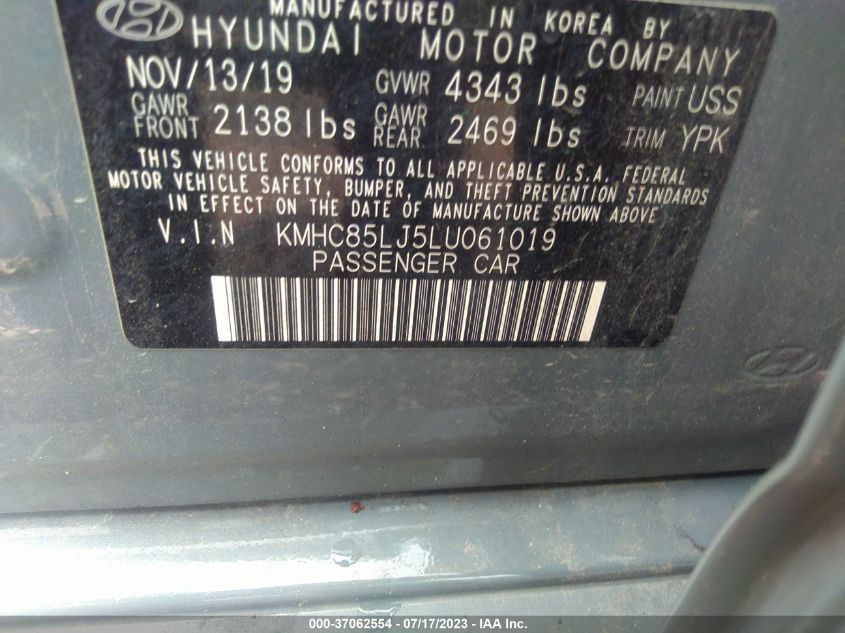 MANUFACTURED IN KOREA BY
HYUNDAI MOTOR COMPANY
NOV/13/19 GVWR 4343 lbs PAINT USS
GAWR FRONT 2138 lbs GAWR REAR 2469 lbs TRIM YPK
THIS VEHICLE CONFORMS TO ALL APPLICABLE U.S.A. FEDERAL
MOTOR VEHICLE SAFETY, BUMPER, AND THEFT PREVENTION STANDARDS
IN EFFECT ON THE DATE OF MANUFACTURE SHOWN ABOVE
V.I.N KMHC85LJ5LU061019
PASSENGER CAR
000-37062554 - 07/17/2023 - © IAA Inc.